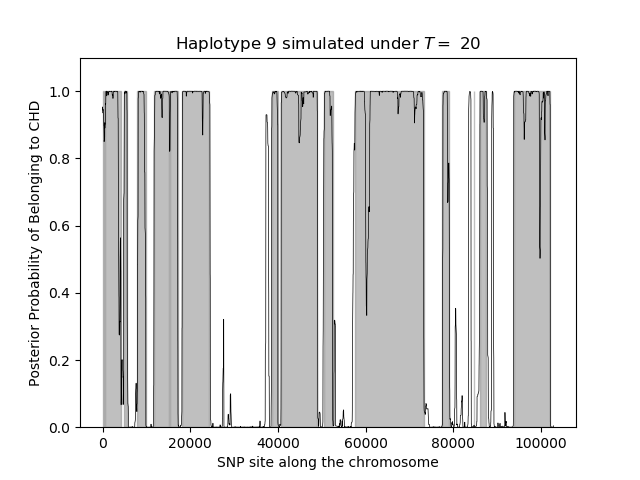 Haplotype 9 simulated under T = 20
Posterior Probability of Belonging to CHD
1.0
0.8
0.6
0.4
0.2
0.0
0 20000 40000 60000 80000 100000
SNP site along the chromosome